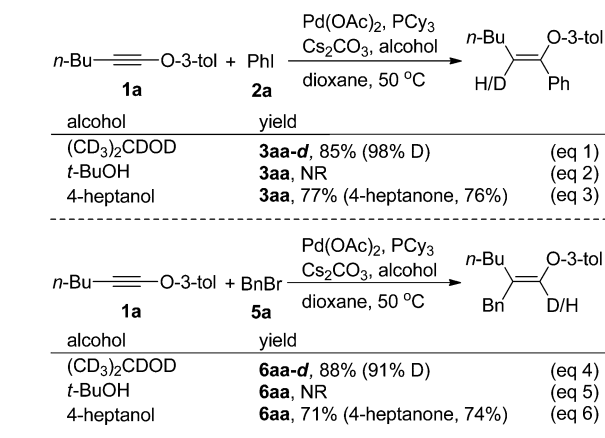 Pd(OAc)2, PCy3
Cs2CO3, alcohol
n-Bu
O-3-tol
n-Bu
O-3-tol + PhI
dioxane, 50 °C
H/D
Ph
1a
2a
alcohol
yield
(CD3)2CDOD
3aa-d, 85% (98% D)
(eq 1)
t-BuOH
3aa, NR
(eq 2)
4-heptanol
3aa, 77% (4-heptanone, 76%)
(eq 3)
Pd(OAc)2, PCy3
Cs2CO3, alcohol
n-Bu
O-3-tol
n-Bu
O-3-tol + BnBr
dioxane, 50 °C
Bn
D/H
1a
5a
alcohol
yield
(CD3)2CDOD
6aa-d, 88% (91% D)
(eq 4)
t-BuOH
6aa, NR
(eq 5)
4-heptanol
6aa, 71% (4-heptanone, 74%)
(eq 6)